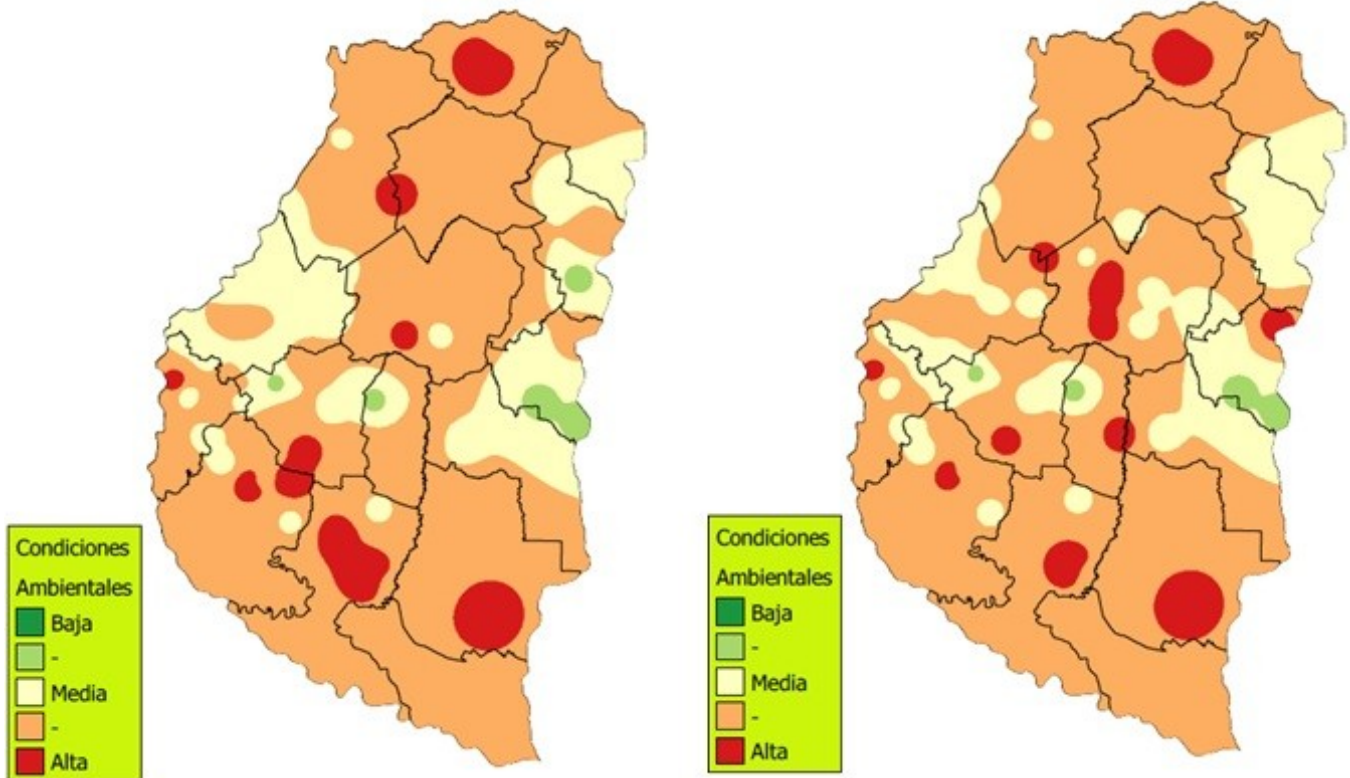 Condiciones
Ambientales
Baja
-
Media
-
Alta
Condiciones
Ambientales
Baja
-
Media
-
Alta